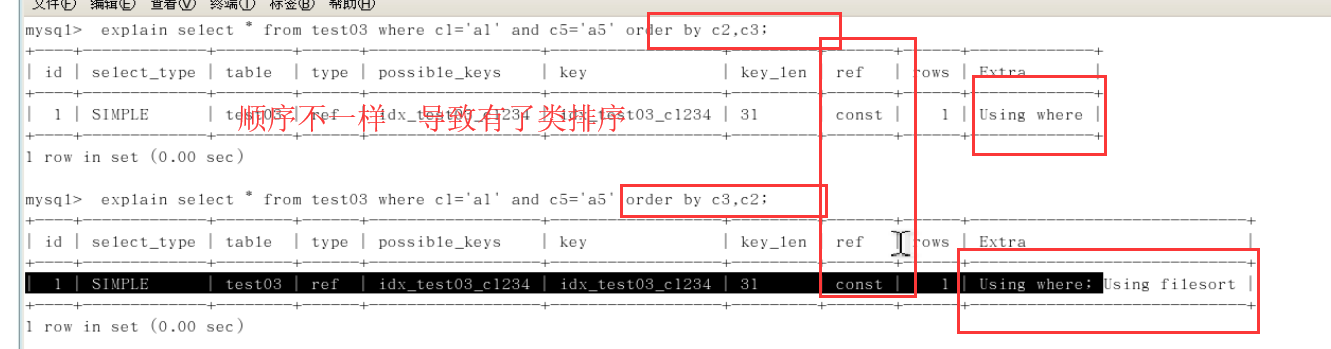 文件(F) 编辑(E) 查看(V) 终端(T) 标签(B) 帮助(H)
mysql> explain select * from test03 where c1='a1' and c5='a5' order by c2,c3;
+----+-------------+--------+------+------------------+------------------+---------+-------+------+-------------+
| id | select_type | table | type | possible_keys | key | key_len | ref | rows | Extra |
+----+-------------+--------+------+------------------+------------------+---------+-------+------+-------------+
| 1 | SIMPLE | test03 | ref | idx_test03_c1234 | idx_test03_c1234 | 31 | const | 1 | Using where |
顺序不一样 导致有了类排序
+----+-------------+--------+------+------------------+------------------+---------+-------+------+-------------+
1 row in set (0.00 sec)
mysql> explain select * from test03 where c1='a1' and c5='a5' order by c3,c2;
+----+-------------+--------+------+------------------+------------------+---------+-------+------+-----------------------------+
| id | select_type | table | type | possible_keys | key | key_len | ref | rows | Extra |
+----+-------------+--------+------+------------------+------------------+---------+-------+------+-----------------------------+
| 1 | SIMPLE | test03 | ref | idx_test03_c1234 | idx_test03_c1234 | 31 | const | 1 | Using where; Using filesort |
+----+-------------+--------+------+------------------+------------------+---------+-------+------+-----------------------------+
1 row in set (0.00 sec)